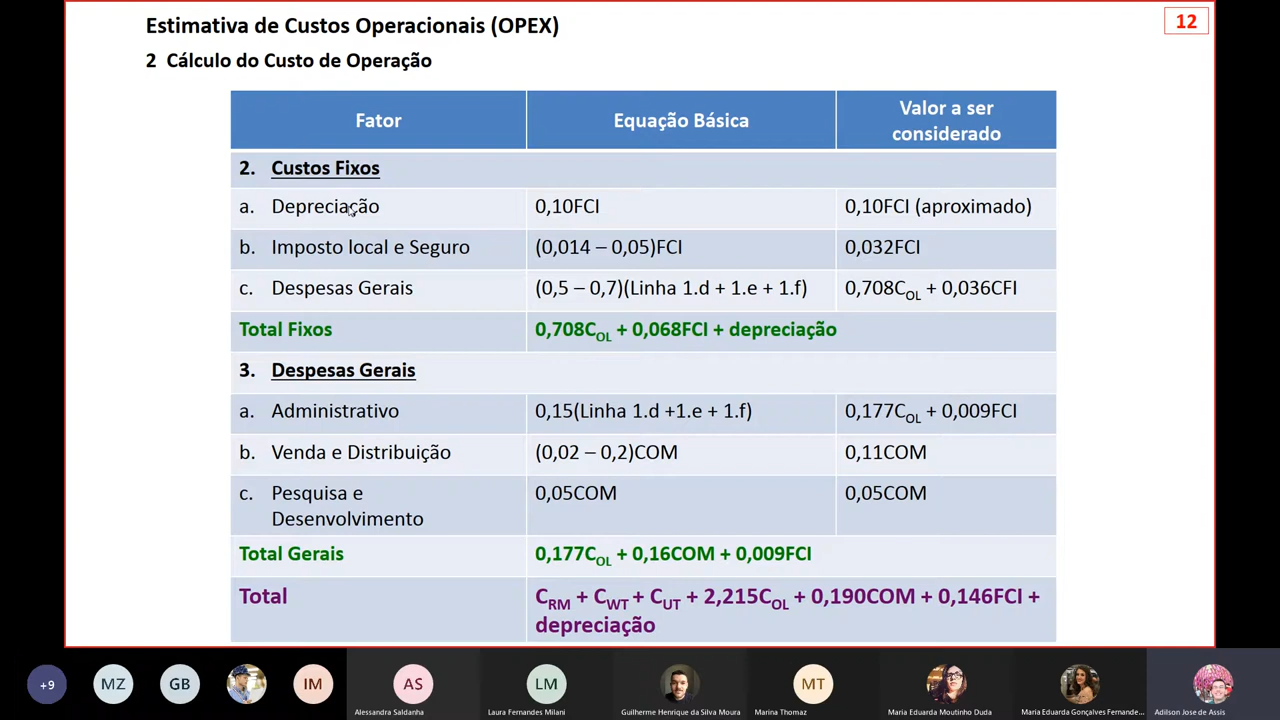 Estimativa de Custos Operacionais (OPEX)
12
2 Cálculo do Custo de Operação
Fator Equação Básica Valor a ser considerado
2. Custos Fixos
a. Depreciação 0,10FCI 0,10FCI (aproximado)
b. Imposto local e Seguro (0,014 – 0,05)FCI 0,032FCI
c. Despesas Gerais (0,5 – 0,7)(Linha 1.d + 1.e + 1.f) 0,708COL + 0,036CFI
Total Fixos 0,708COL + 0,068FCI + depreciação
3. Despesas Gerais
a. Administrativo 0,15(Linha 1.d +1.e + 1.f) 0,177COL + 0,009FCI
b. Venda e Distribuição (0,02 – 0,2)COM 0,11COM
c. Pesquisa e Desenvolvimento 0,05COM 0,05COM
Total Gerais 0,177COL + 0,16COM + 0,009FCI
Total CRM + CWT + CUT + 2,215COL + 0,190COM + 0,146FCI +
depreciação
+9 MZ GB IM AS LM MT
Alessandra Saldanha Laura Fernandes Milani Guilherme Henrique da Silva Moura Marina Thomaz Maria Eduarda Moutinho Duda Maria Eduarda Gonçalves Fernande... Adilson Jose de Assis